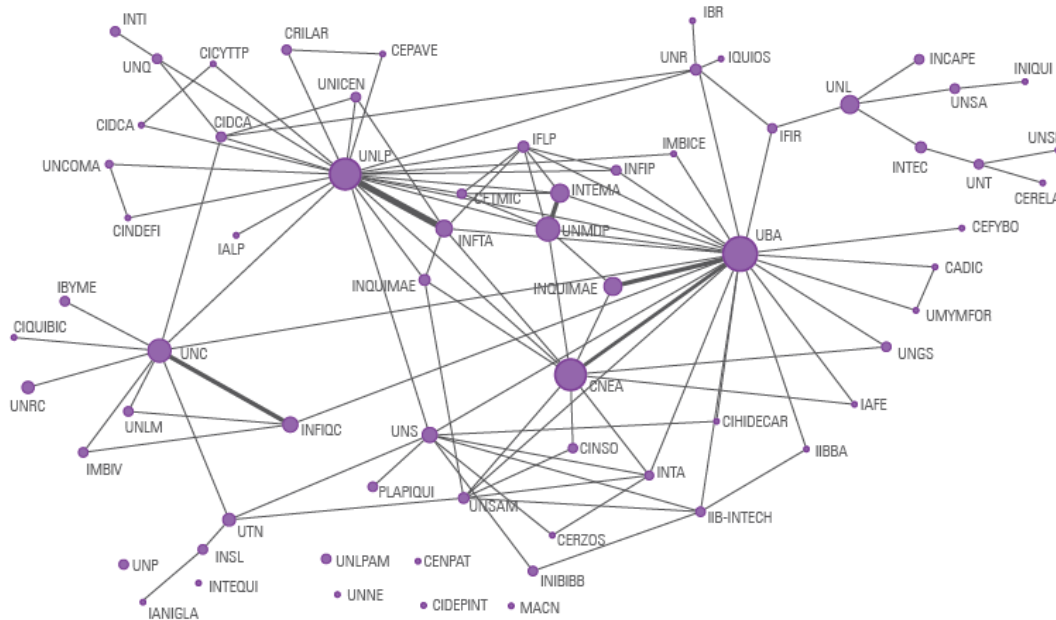 INTI
IBR
CRILAR
CEPAVE
CICYTTP
UNQ
UNR
IQUIOS
INCAPE
UNICEN
UNL
INIQUI
UNSA
CIDCA
CIDCA
IFIR
IFLP
IMBICE
UNCOMA
UNLP
INFIP
INTEC
CETMIC
INTEMA
UNT
CERELA
CINDEFI
IALP
INFTA
UNMDP
UBA
CEFYBO
INQUIMAE
INQUIMAE
CADIC
IBYME
UMYMFOR
CIQUIBIC
UNC
UNGS
CNEA
UNRC
UNLM
INFIQC
IAFE
UNS
CIHIDECAR
IMBIV
CINSO
IIBBA
INTA
PLAPIQUI
UNSAM
IIB-INTECH
UTN
CERZOS
INSL
UNP
UNLPAM
CENPAT
INIBIBB
INTEQUI
UNNE
IANIGLA
CIDEPINT
MACN